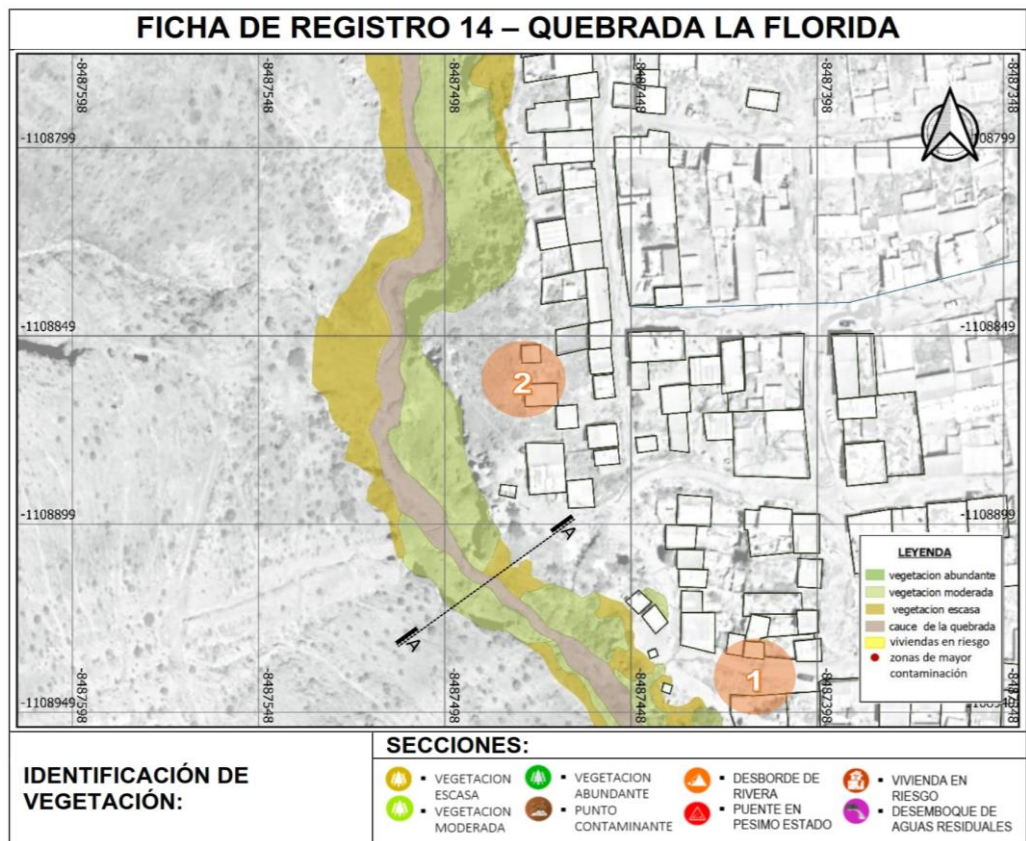 FICHA DE REGISTRO 14 – QUEBRADA LA FLORIDA
-8487598
-8487548
-8487498
-8487448
-8487398
-8487348
-1108799
-1108799
-1108849
-1108849
2
-1108899
-1108899
A
A
LEYENDA
vegetacion abundante
vegetacion moderada
vegetacion escasa
cauce de la quebrada
viviendas en riesgo
zonas de mayor
contaminación
1
-1108949
-8487598
-8487548
-8487498
-8487448
-8487398
-8487348
IDENTIFICACIÓN DE
VEGETACIÓN:
SECCIONES:
▪ VEGETACION
ESCASA
▪ VEGETACION
MODERADA
▪ VEGETACION
ABUNDANTE
▪ PUNTO
CONTAMINANTE
▪ DESBORDE DE
RIVERA
▪ PUENTE EN
PESIMO ESTADO
▪ VIVIENDA EN
RIESGO
▪ DESEMBOQUE DE
AGUAS RESIDUALES